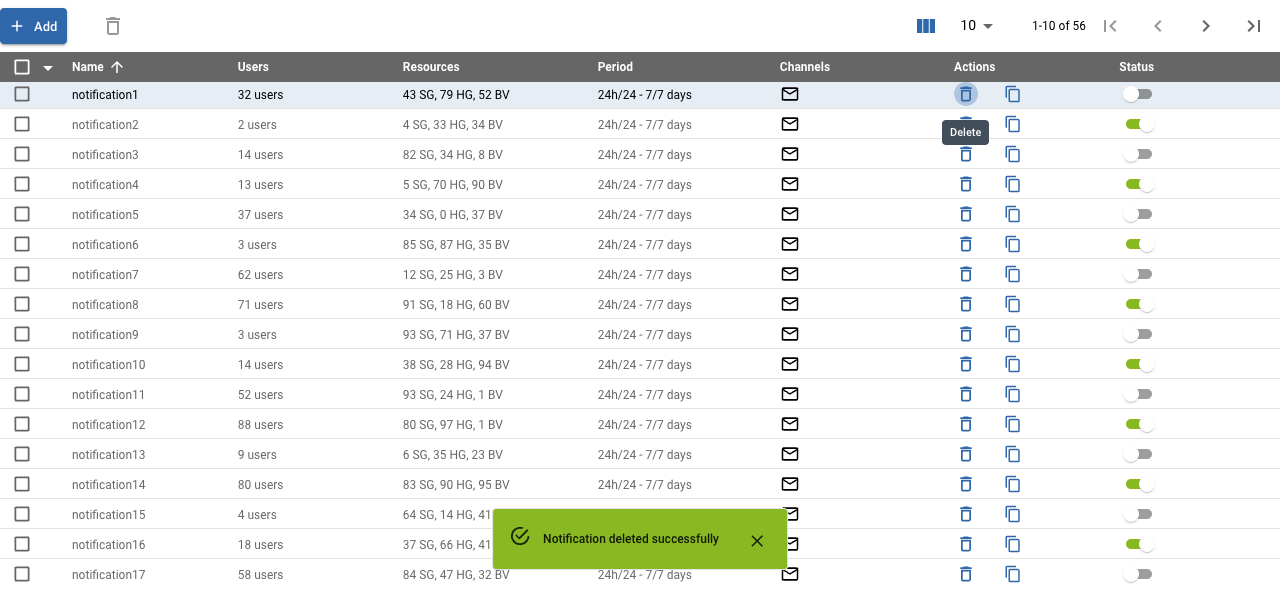 Add 10 1-10 of 56
Name Users Resources Period Channels Actions Status
notification1 32 users 43 SG, 79 HG, 52 BV 24h/24 - 7/7 days
notification2 2 users 4 SG, 33 HG, 34 BV 24h/24 - 7/7 days
Delete
notification3 14 users 82 SG, 34 HG, 8 BV 24h/24 - 7/7 days
notification4 13 users 5 SG, 70 HG, 90 BV 24h/24 - 7/7 days
notification5 37 users 34 SG, 0 HG, 37 BV 24h/24 - 7/7 days
notification6 3 users 85 SG, 87 HG, 35 BV 24h/24 - 7/7 days
notification7 62 users 12 SG, 25 HG, 3 BV 24h/24 - 7/7 days
notification8 71 users 91 SG, 18 HG, 60 BV 24h/24 - 7/7 days
notification9 3 users 93 SG, 71 HG, 37 BV 24h/24 - 7/7 days
notification10 14 users 38 SG, 28 HG, 94 BV 24h/24 - 7/7 days
notification11 52 users 93 SG, 24 HG, 1 BV 24h/24 - 7/7 days
notification12 88 users 80 SG, 97 HG, 1 BV 24h/24 - 7/7 days
notification13 9 users 6 SG, 35 HG, 23 BV 24h/24 - 7/7 days
notification14 80 users 83 SG, 90 HG, 95 BV 24h/24 - 7/7 days
notification15 4 users 64 SG, 14 HG, 41
Notification deleted successfully
notification16 18 users 37 SG, 66 HG, 41
notification17 58 users 84 SG, 47 HG, 32 BV 24h/24 - 7/7 days